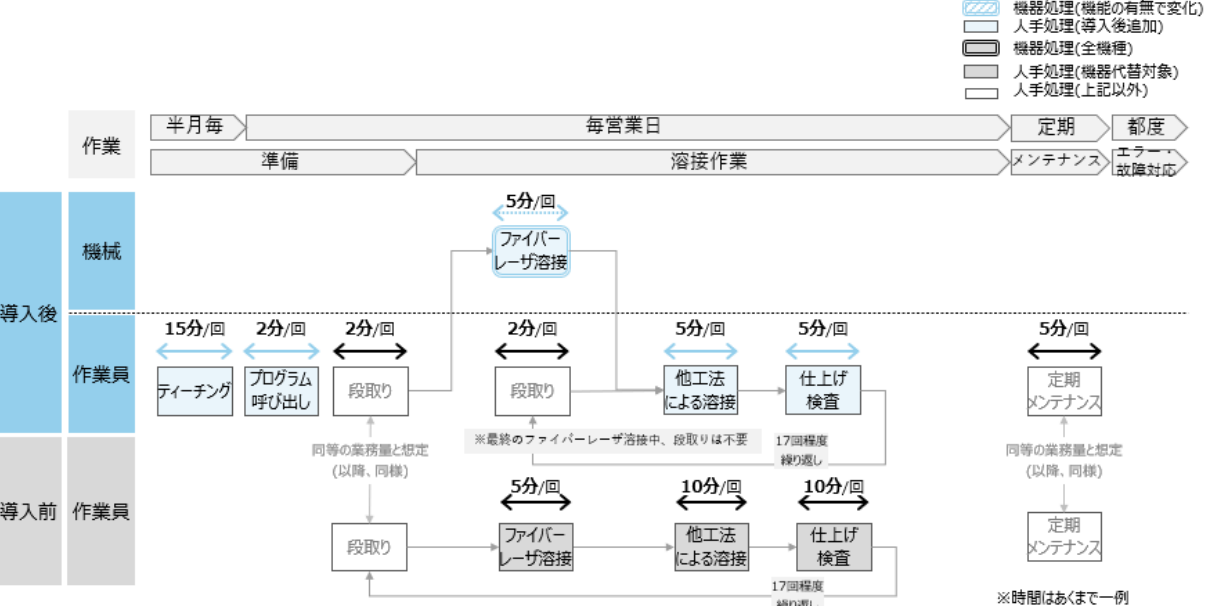 機器処理(機能の有無で変化)
人手処理(導入後追加)
機器処理(全機種)
人手処理(機器代替対象)
人手処理(上記以外)
作業
半月毎
毎営業日
定期
都度
準備
溶接作業
メンテナンス
エラー・
故障対応
導入後
機械
5分/回
ファイバー
レーザ溶接
作業員
15分/回
2分/回
2分/回
2分/回
5分/回
5分/回
5分/回
ティーチング
プログラム
呼び出し
段取り
段取り
他工法
による溶接
仕上げ
検査
定期
メンテナンス
同等の業務量と想定
(以降、同様)
※最終のファイバーレーザ溶接中、段取りは不要
17回程度
繰り返し
同等の業務量と想定
(以降、同様)
導入前
作業員
5分/回
10分/回
10分/回
段取り
ファイバー
レーザ溶接
他工法
による溶接
仕上げ
検査
定期
メンテナンス
17回程度
繰り返し
※時間はあくまで一例